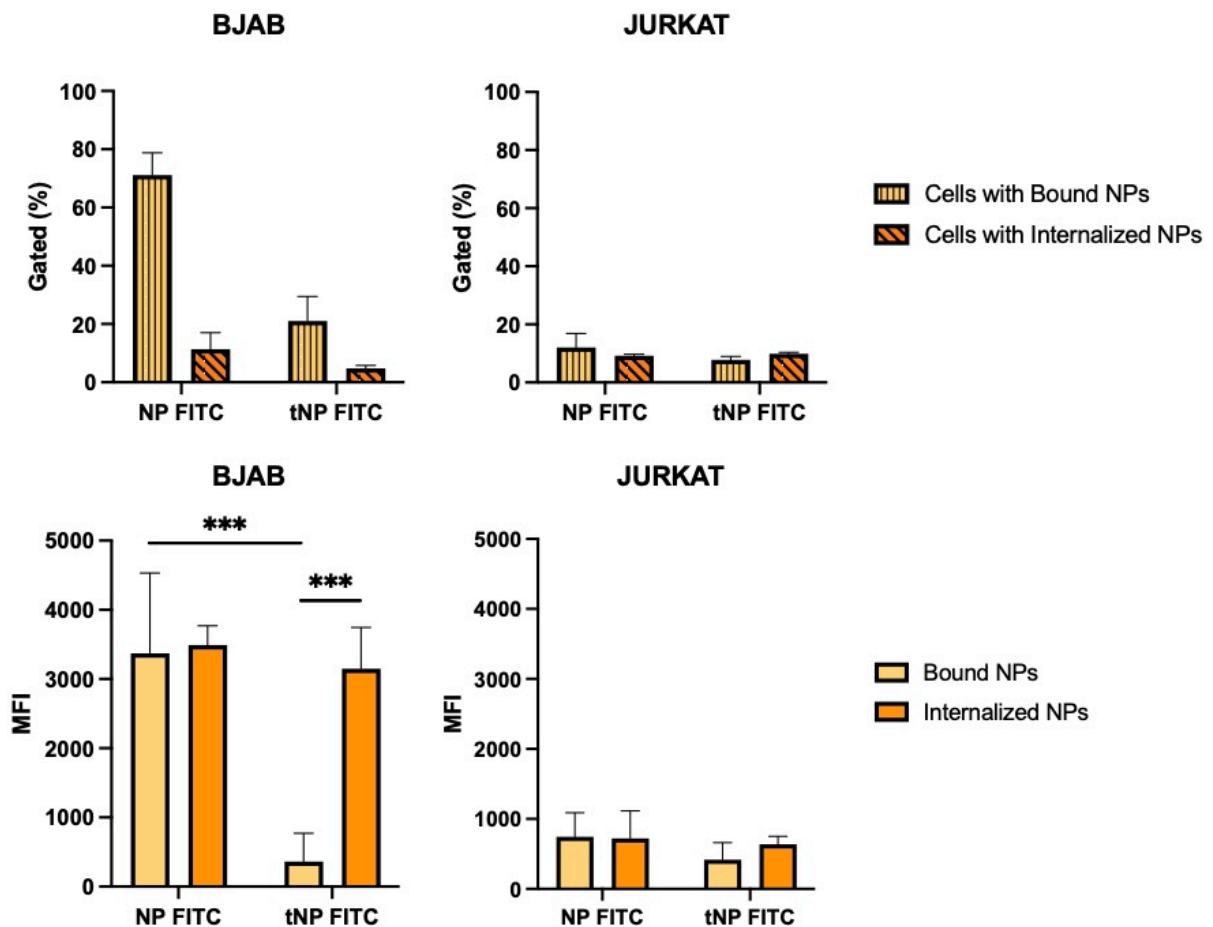 BJAB JURKAT
100 100
80 80
60 60
40 40
20 20
0 0
Gated (%) Gated (%)
NP FITC tNP FITC NP FITC tNP FITC
Cells with Bound NPs
Cells with Internalized NPs
BJAB JURKAT
5000 5000
4000 4000
3000 3000
2000 2000
1000 1000
0 0
MFI MFI
*** 
***
NP FITC tNP FITC NP FITC tNP FITC
Bound NPs
Internalized NPs